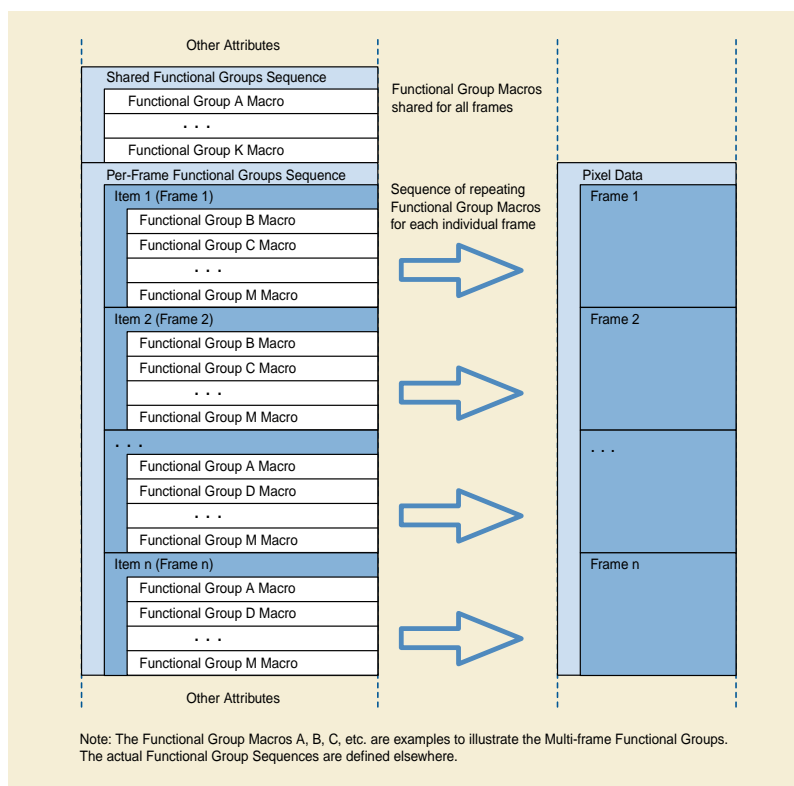 Other Attributes
Shared Functional Groups Sequence
Functional Group A Macro
. . .
Functional Group K Macro
Functional Group Macros
shared for all frames
Per-Frame Functional Groups Sequence
Item 1 (Frame 1)
Functional Group B Macro
Functional Group C Macro
. . .
Functional Group M Macro
Item 2 (Frame 2)
Functional Group B Macro
Functional Group C Macro
. . .
Functional Group M Macro
. . .
Functional Group A Macro
Functional Group D Macro
. . .
Functional Group M Macro
Item n (Frame n)
Functional Group A Macro
Functional Group D Macro
. . .
Functional Group M Macro
Other Attributes
Sequence of repeating
Functional Group Macros
for each individual frame
Pixel Data
Frame 1
Frame 2
. . .
Frame n
Note: The Functional Group Macros A, B, C, etc. are examples to illustrate the Multi-frame Functional Groups.
The actual Functional Group Sequences are defined elsewhere.